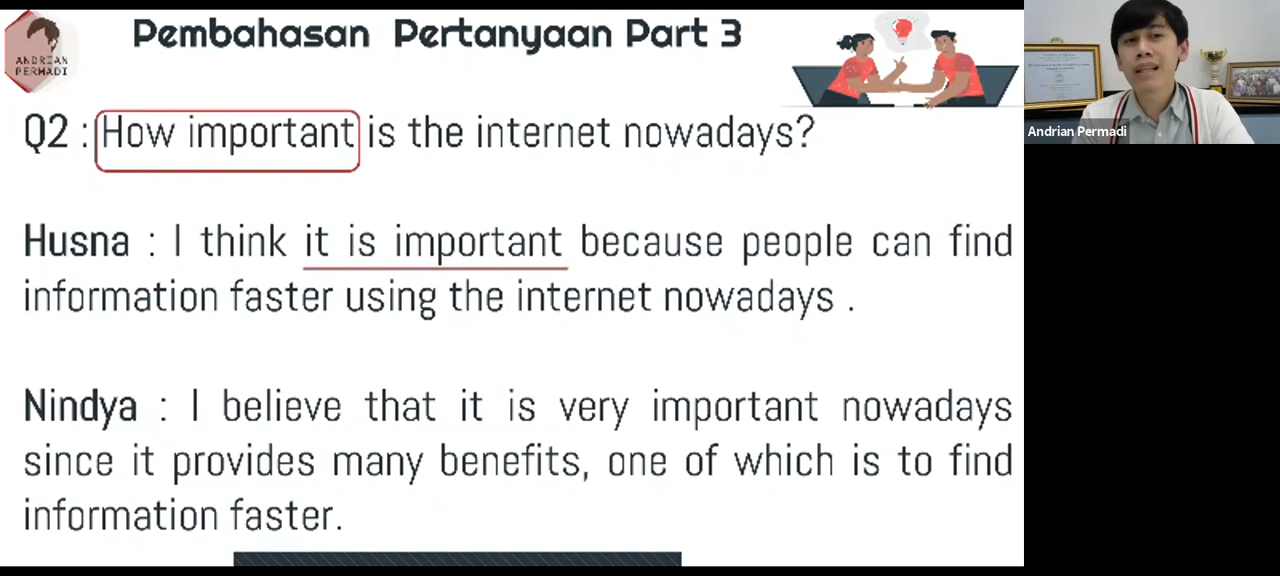 Pembahasan Pertanyaan Part 3
ANDRIAN
PERMADI
Q2 : How important is the internet nowadays?
Husna : I think it is important because people can find
information faster using the internet nowadays .
Nindya : I believe that it is very important nowadays
since it provides many benefits, one of which is to find
information faster.
Andrian Permadi